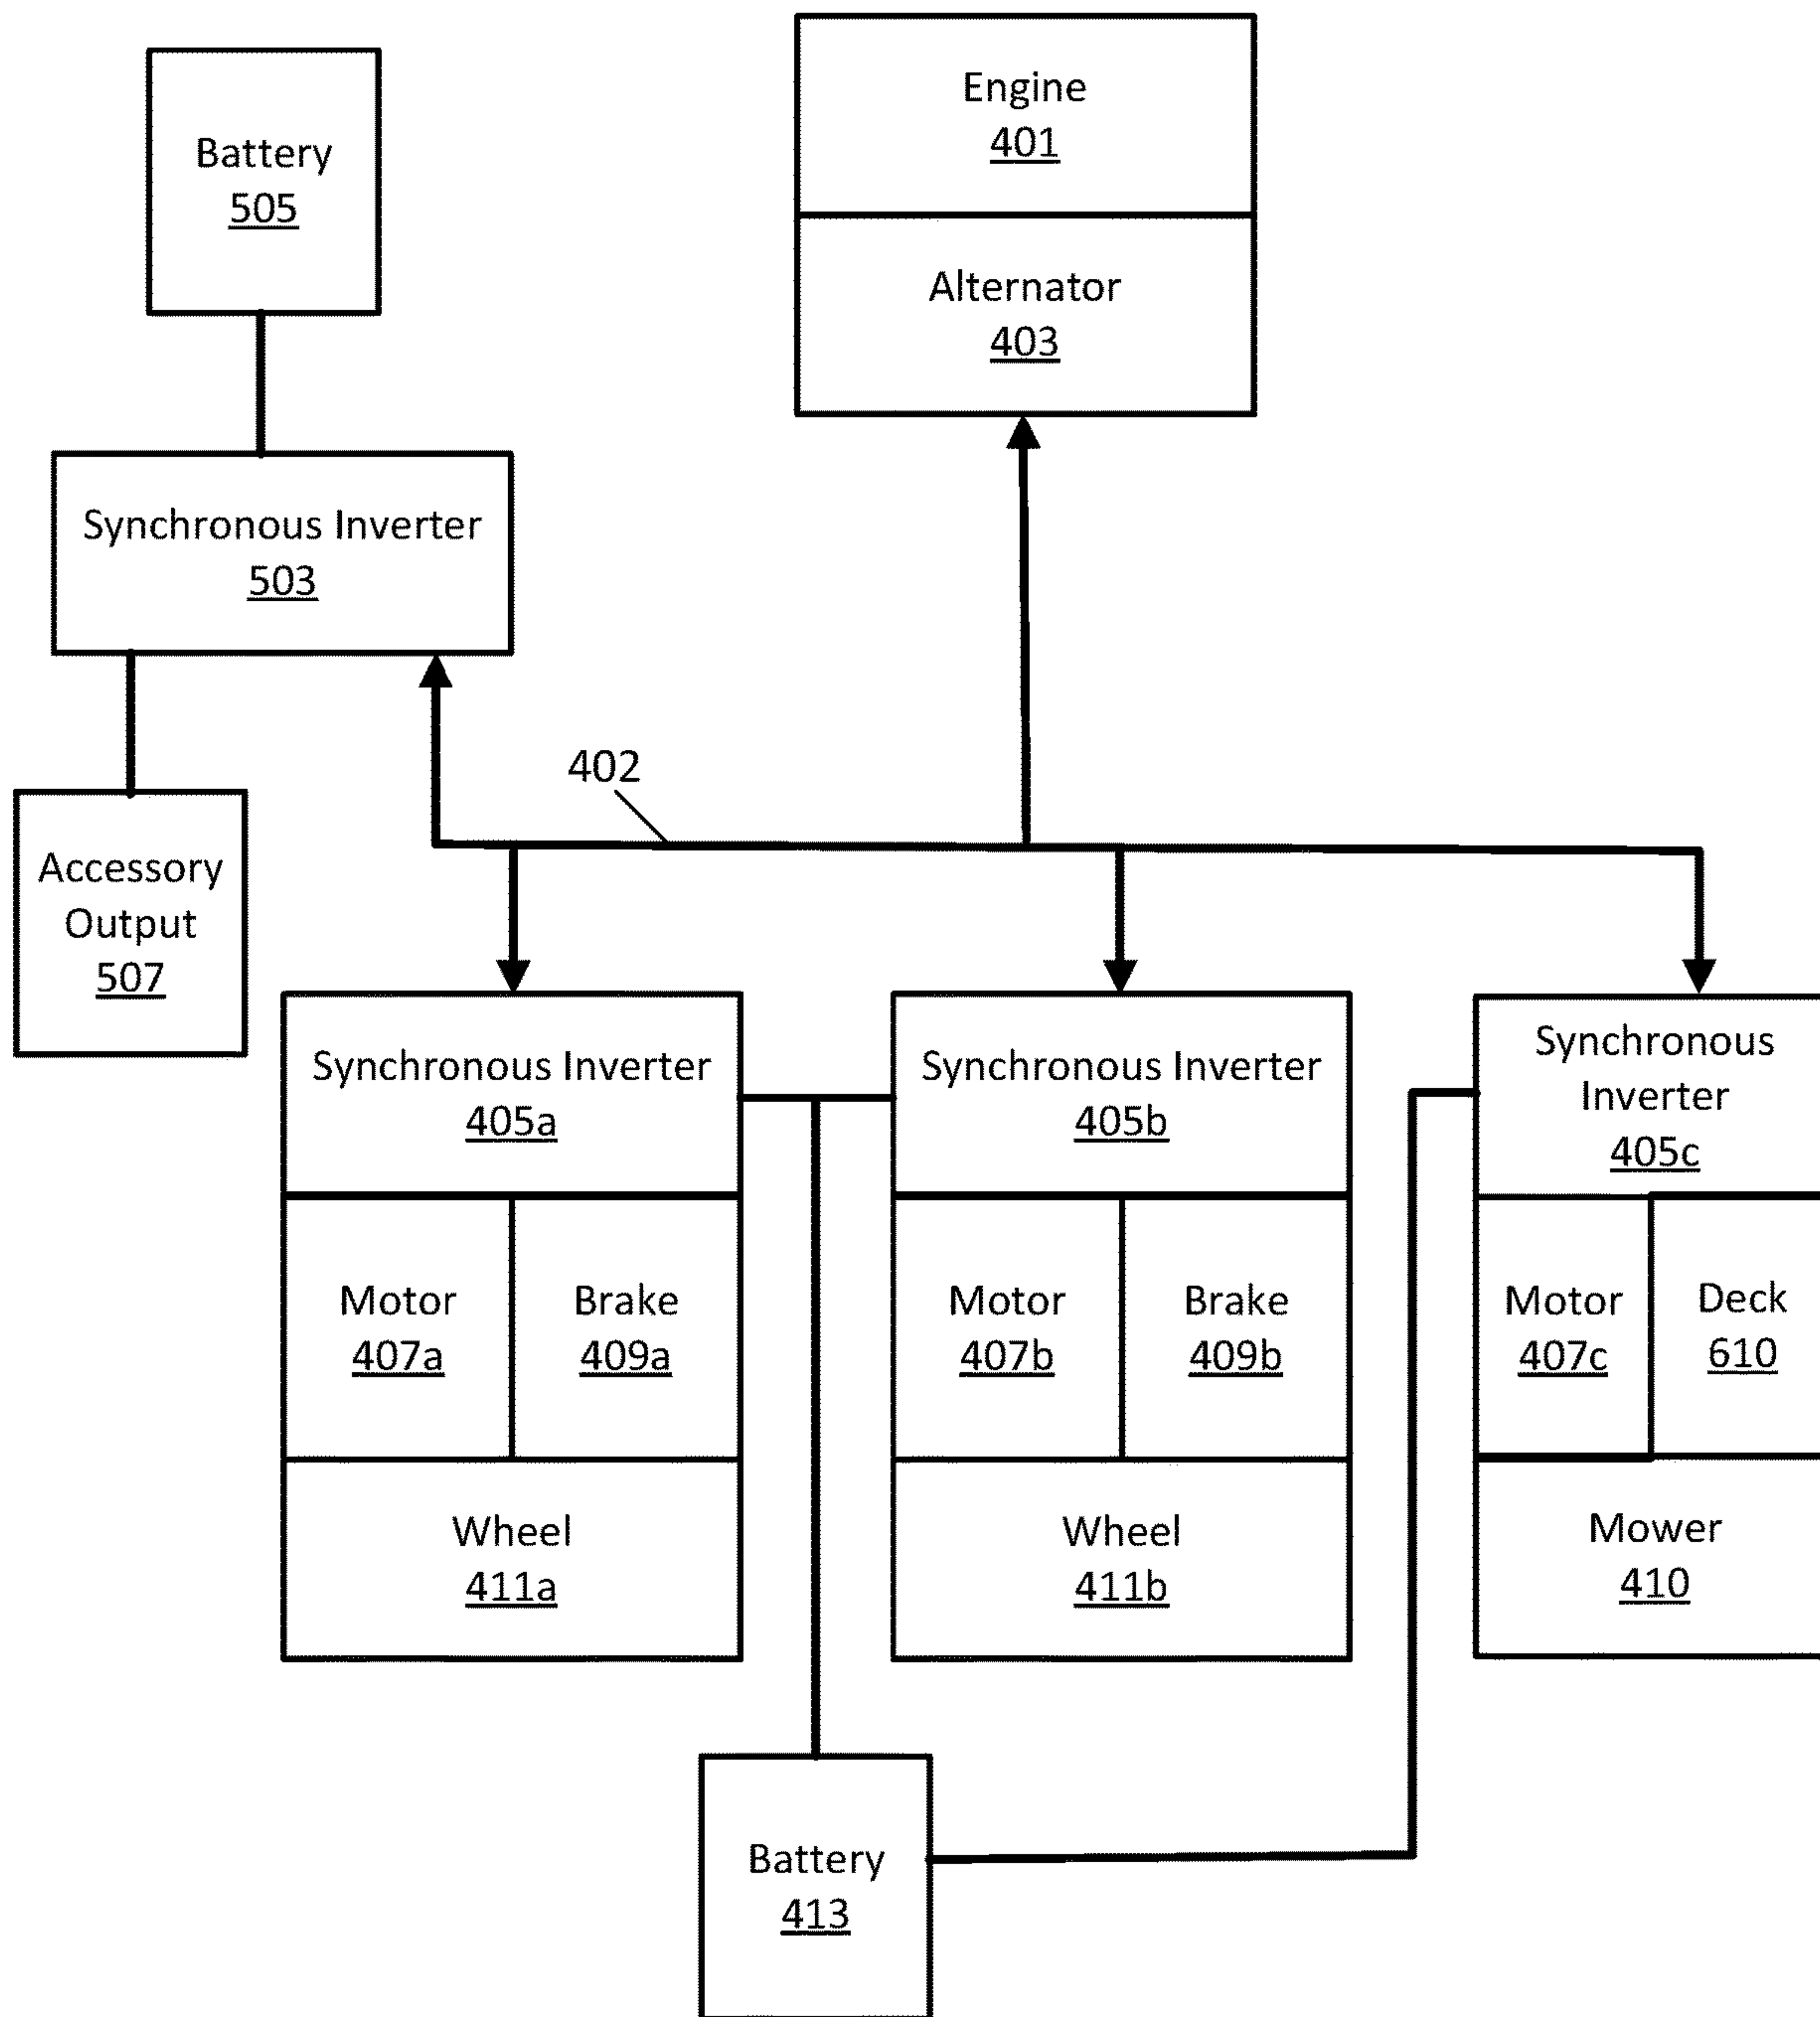 Engine
401
Battery
505
Alternator
403
Synchronous Inverter
503
402
Accessory
Output
507
Synchronous Inverter
405a
Synchronous Inverter
405b
Synchronous
Inverter
405c
Motor
407a
Brake
409a
Motor
407b
Brake
409b
Motor
407c
Deck
610
Wheel
411a
Wheel
411b
Mower
410
Battery
413